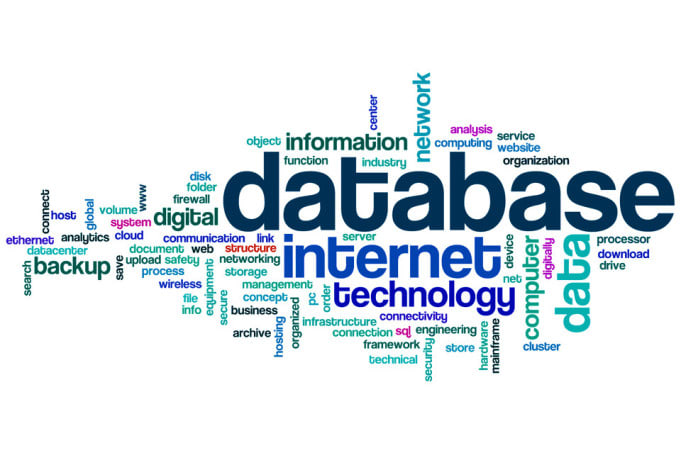 center
network
analysis
object
information
computing
service
website
function
industry
organization
disk
folder
firewall
database
connect
host
global
volume
www
system
digital
ethernet
analytics
cloud
communication
link
server
datacenter
document
web
structure
internet
device
computer
digitally
data
processor
download
drive
search
backup
save
upload
safety
networking
process
equipment
storage
wireless
management
technology
net
file
info
secure
concept
pc
order
business
organized
connectivity
infrastructure
archive
hosting
connection
sql
engineering
hardware
mainframe
framework
security
store
cluster
technical